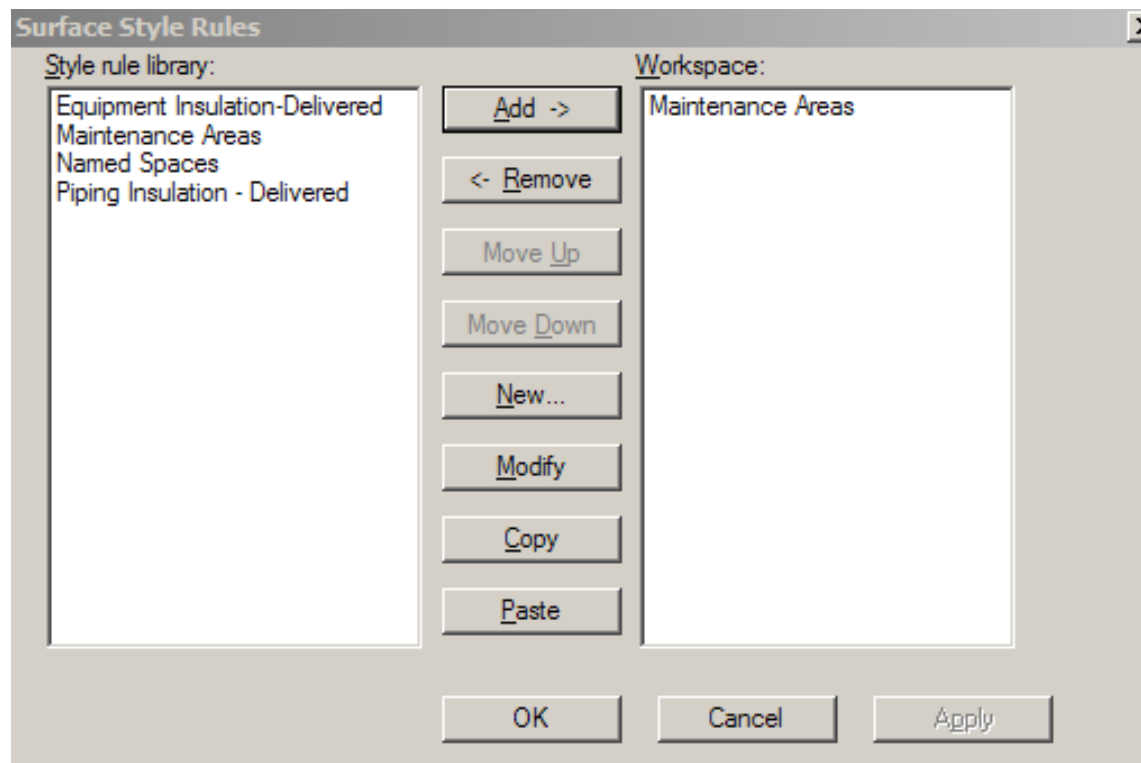 Surface Style Rules
Style rule library:
Workspace:
Equipment Insulation-Delivered
Maintenance Areas
Named Spaces
Piping Insulation - Delivered
Add ->
<- Remove
Move Up
Move Down
New...
Modify
Copy
Paste
Maintenance Areas
OK
Cancel
Apply